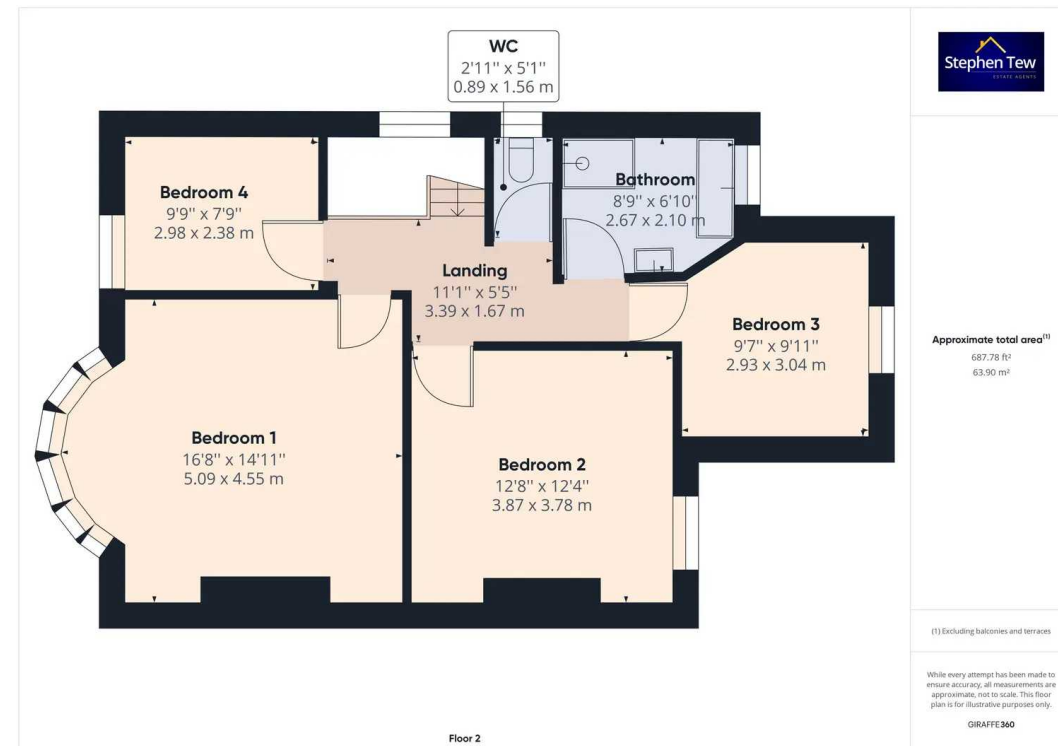 WC
2'11'' x 5'1''
0.89 x 1.56 m
Bedroom 4
9'9'' x 7'9''
2.98 x 2.38 m
Bathroom
8'9'' x 6'10''
2.67 x 2.10 m
Landing
11'1'' x 5'5''
3.39 x 1.67 m
Bedroom 3
9'7'' x 9'11''
2.93 x 3.04 m
Bedroom 1
16'8'' x 14'11''
5.09 x 4.55 m
Bedroom 2
12'8'' x 12'4''
3.87 x 3.78 m
Floor 2
Stephen Tew
ESTATE AGENTS
Approximate total area(1)
687.78 ft²
63.90 m²
(1) Excluding balconies and terraces
While every attempt has been made to
ensure accuracy, all measurements are
approximate, not to scale. This floor
plan is for illustrative purposes only.
GIRAFFE360